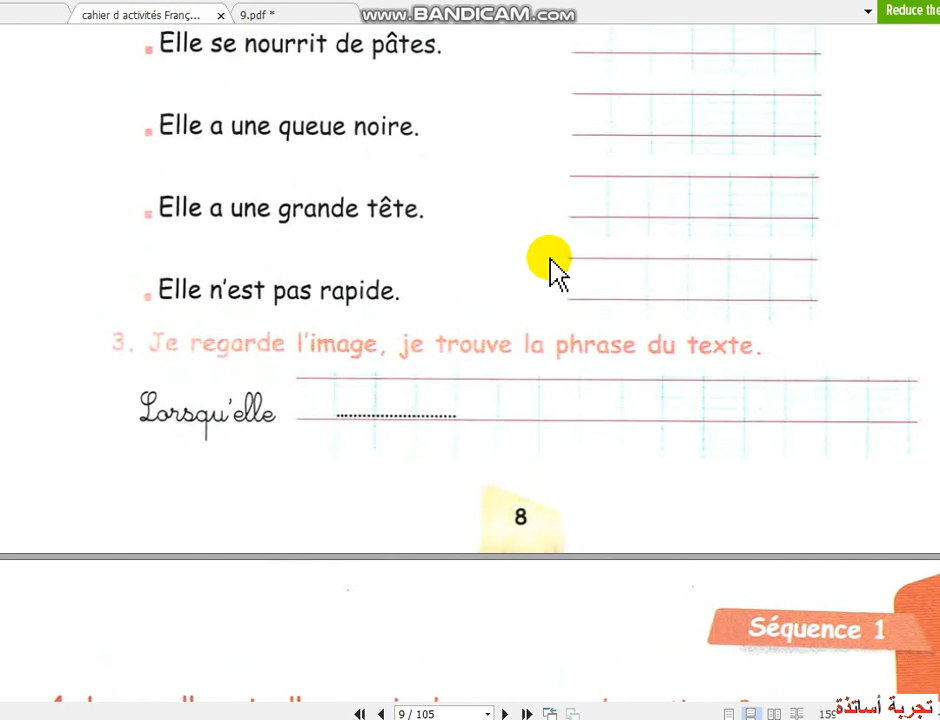 cahier d activités Franç... x 9.pdf * WWW.BANDICAM.COM Reduce the
Elle se nourrit de pâtes.
Elle a une queue noire.
Elle a une grande tête.
Elle n'est pas rapide.
3. Je regarde l'image, je trouve la phrase du texte.
Lorsqu'elle ..............................
8
Séquence 1
9 / 105
159
تجربة أساتذة